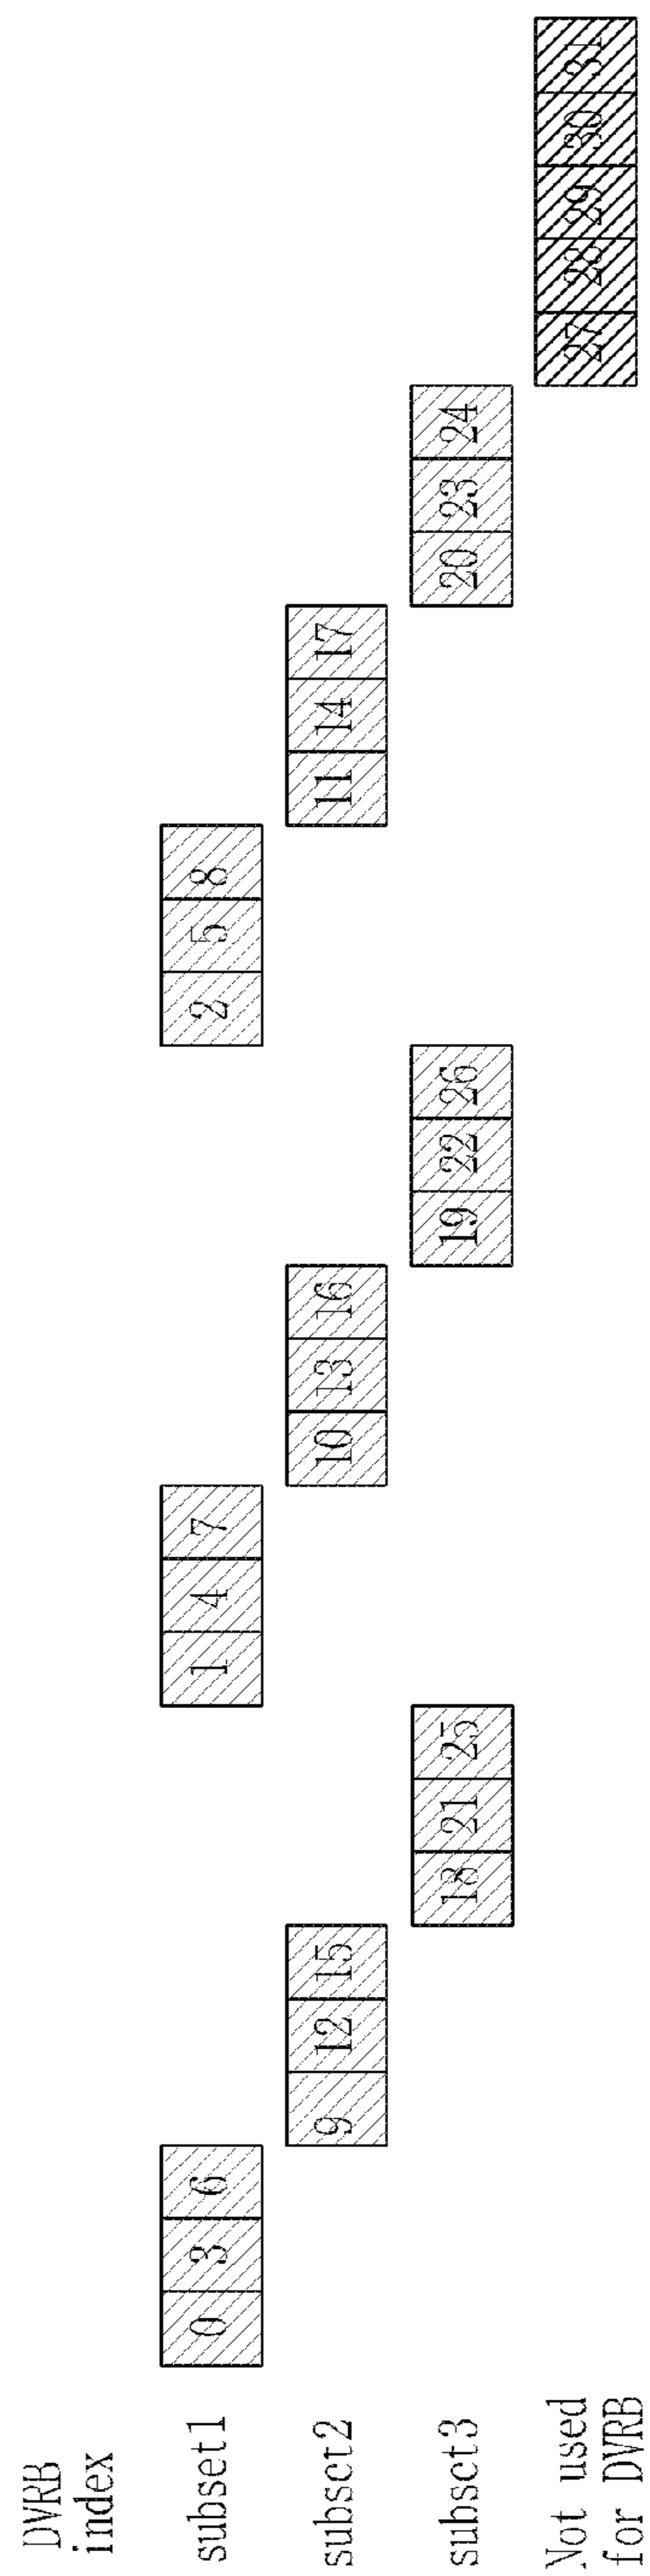 DVRB
index
subset1
0 3 6 1 4 7 2 5 8
subsct2
9 12 15 10 13 16 11 14 17
subsct3
18 21 25 19 22 26 20 23 24
Not used
for DVRB
27 28 29 30 31